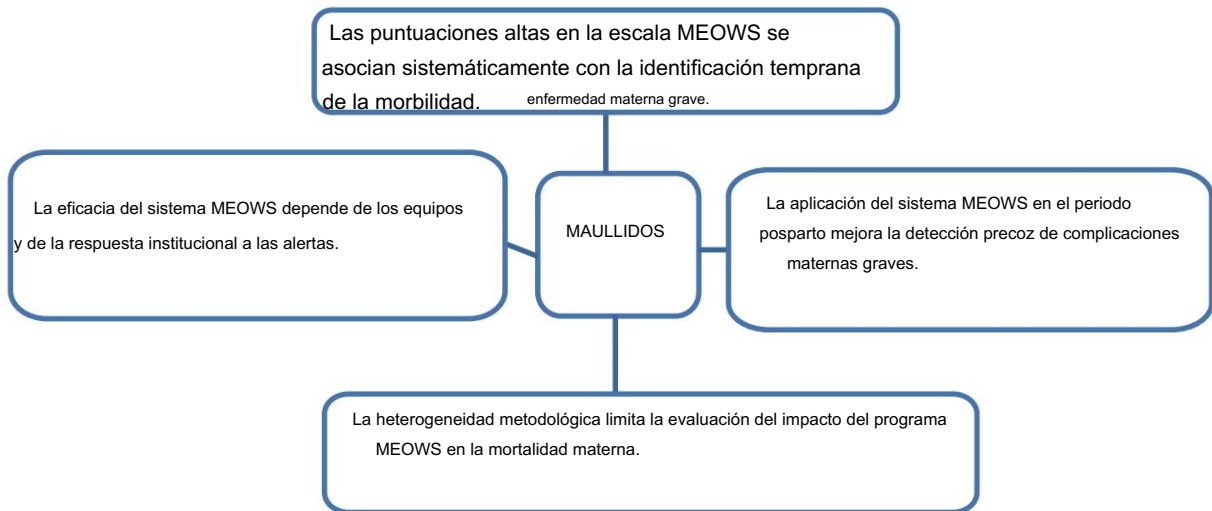 Las puntuaciones altas en la escala MEOWS se
asocian sistemáticamente con la identificación temprana
de la morbilidad. enfermedad materna grave.
La eficacia del sistema MEOWS depende de los equipos
y de la respuesta institucional a las alertas.
MAULLIDOS
La aplicación del sistema MEOWS en el periodo
posparto mejora la detección precoz de complicaciones
maternas graves.
La heterogeneidad metodológica limita la evaluación del impacto del programa
MEOWS en la mortalidad materna.